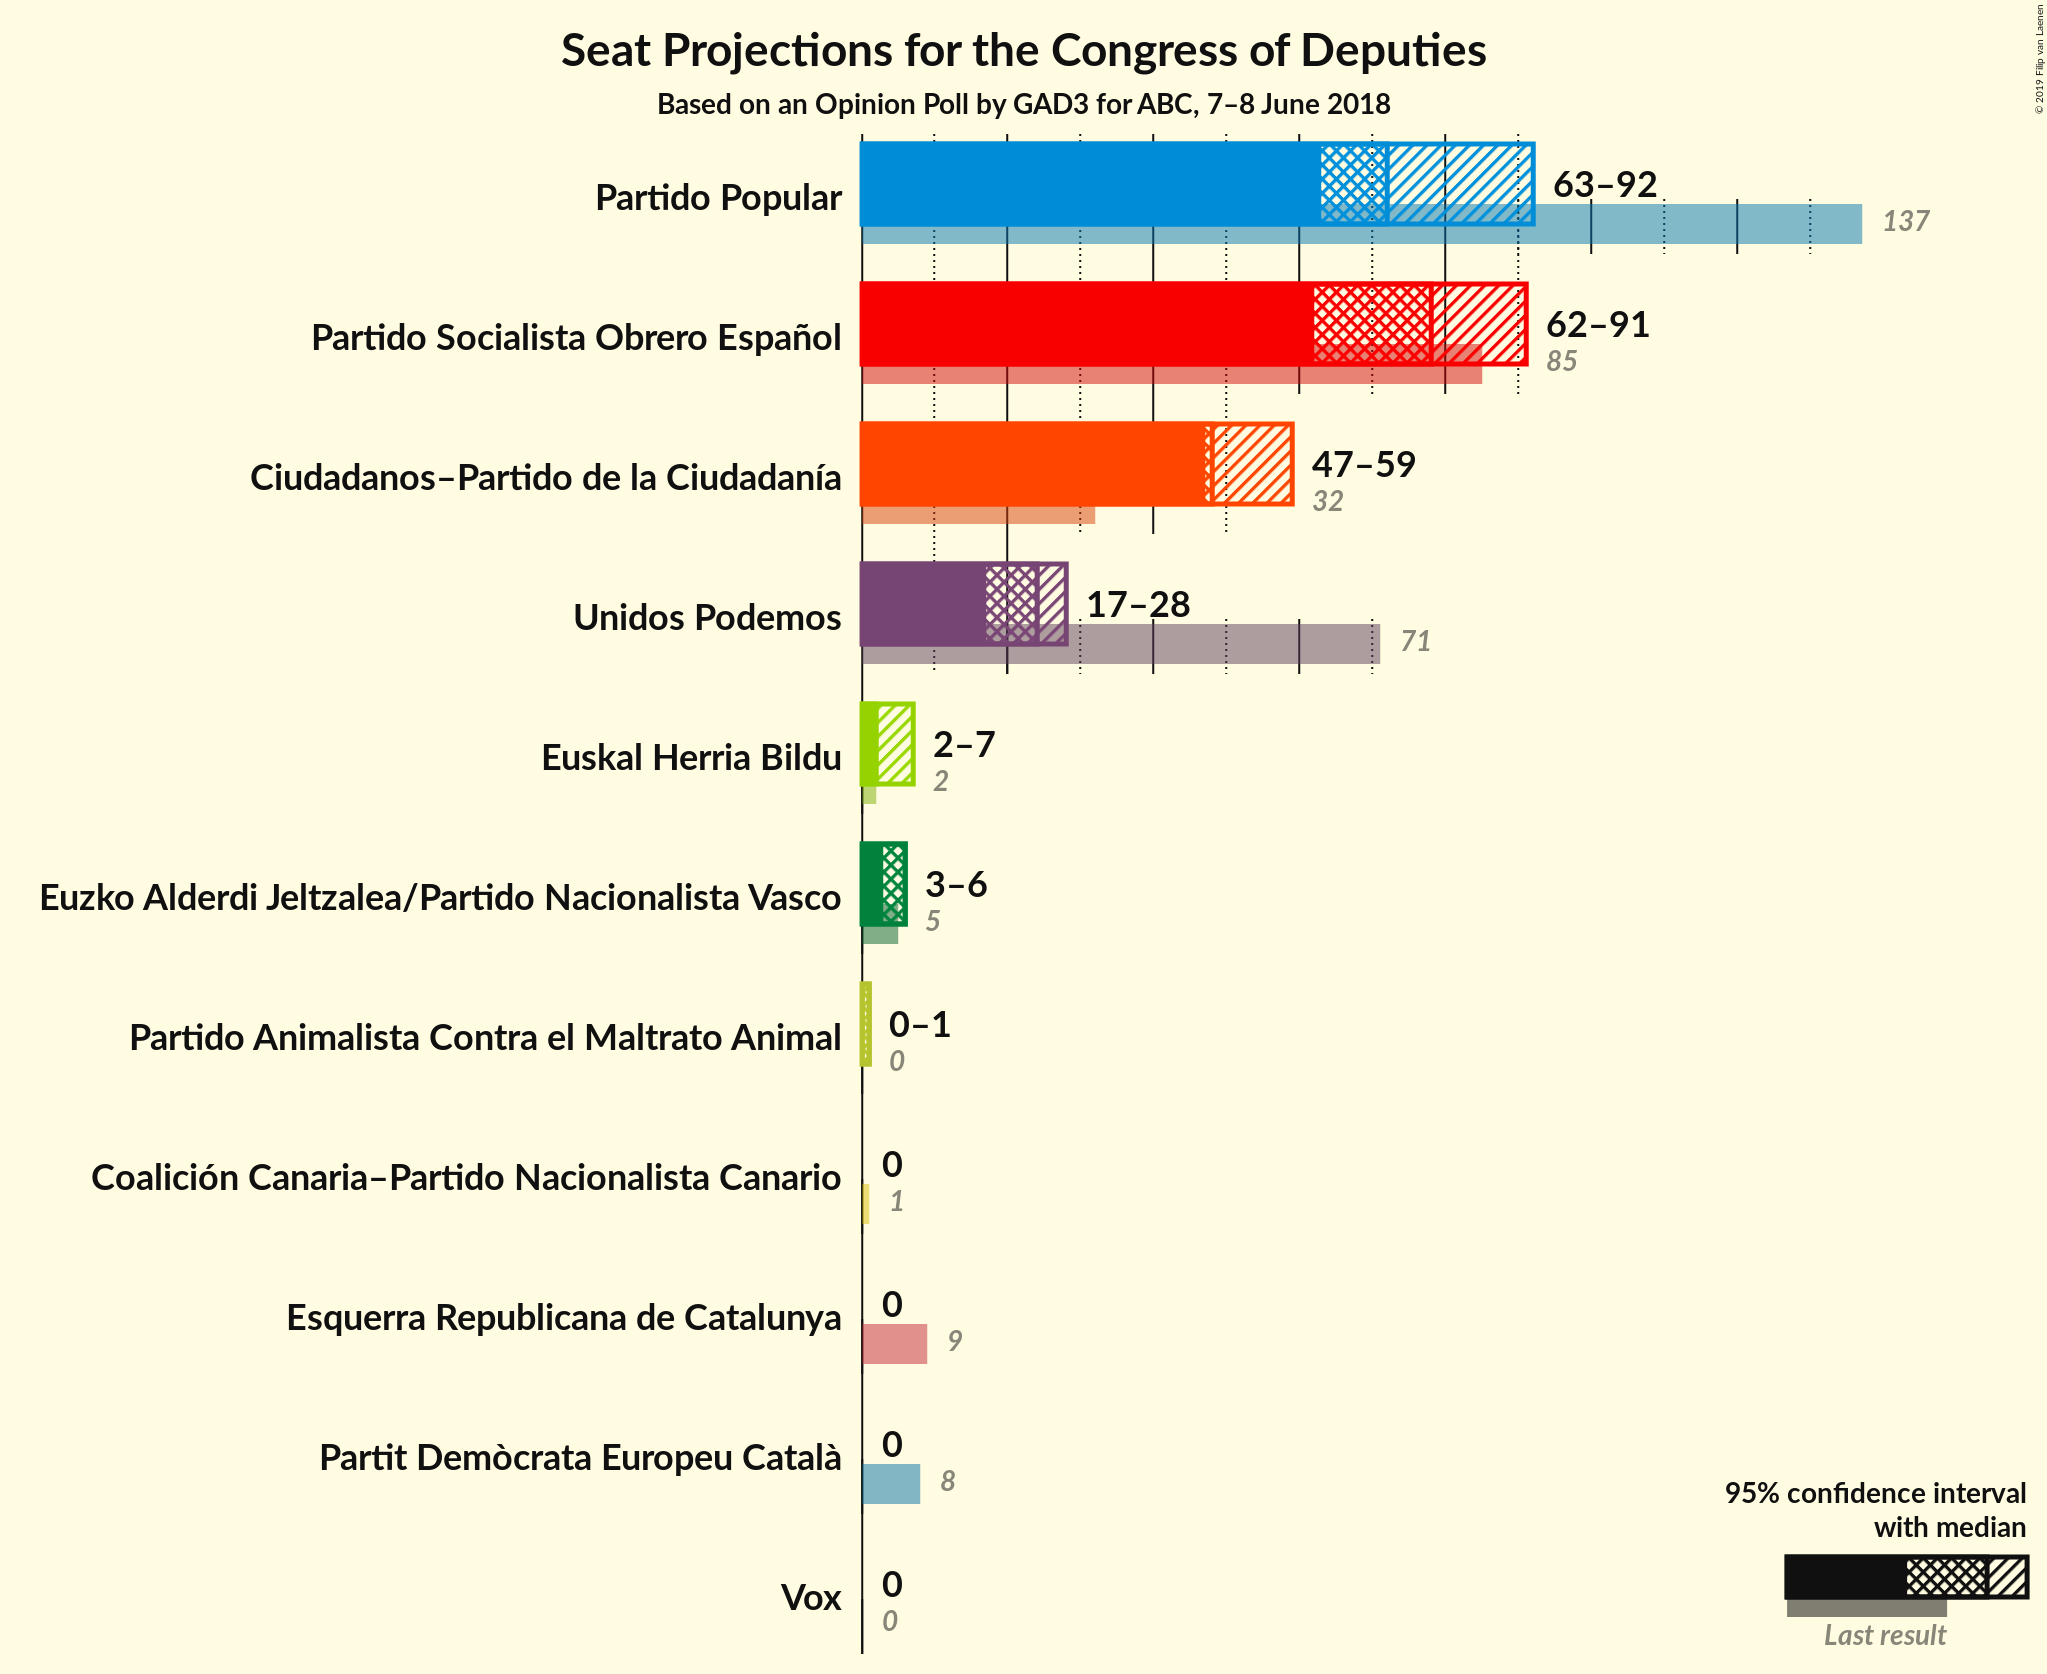 Seat Projections for the Congress of Deputies
Based on an Opinion Poll by GAD3 for ABC, 7–8 June 2018
© 2019 Filip van Laenen
Partido Popular
63–92
137
Partido Socialista Obrero Español
62–91
85
Ciudadanos–Partido de la Ciudadanía
47–59
32
Unidos Podemos
17–28
71
Euskal Herria Bildu
2–7
2
Euzko Alderdi Jeltzalea/Partido Nacionalista Vasco
3–6
5
Partido Animalista Contra el Maltrato Animal
0–1
0
Coalición Canaria–Partido Nacionalista Canario
0
1
Esquerra Republicana de Catalunya
0
9
Partit Demòcrata Europeu Català
0
8
Vox
0
0
95% confidence interval
with median
Last result